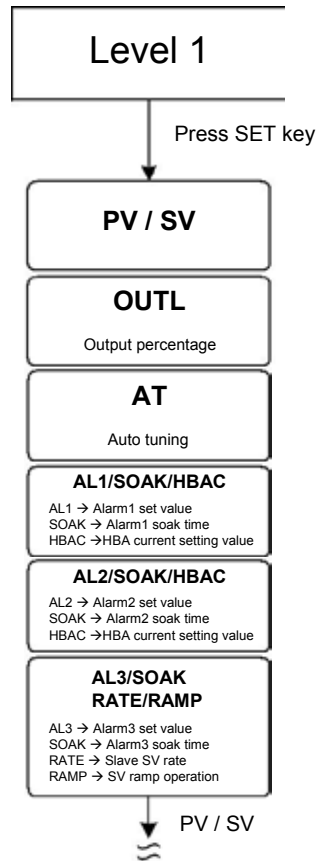 Level 1
Press SET key
PV / SV
OUTL
Output percentage
AT
Auto tuning
AL1/SOAK/HBAC
AL1 → Alarm1 set value
SOAK → Alarm1 soak time
HBAC →HBA current setting value
AL2/SOAK/HBAC
AL2 → Alarm2 set value
SOAK → Alarm2 soak time
HBAC →HBA current setting value
AL3/SOAK
RATE/RAMP
AL3 → Alarm3 set value
SOAK → Alarm3 soak time
RATE → Slave SV rate
RAMP → SV ramp operation
PV / SV